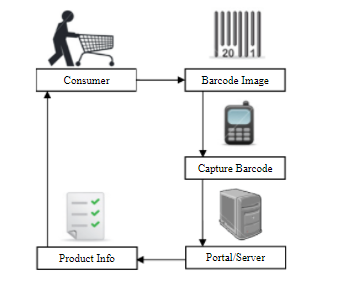 20 1
Consumer
Barcode Image
Capture Barcode
Product Info
Portal/Server